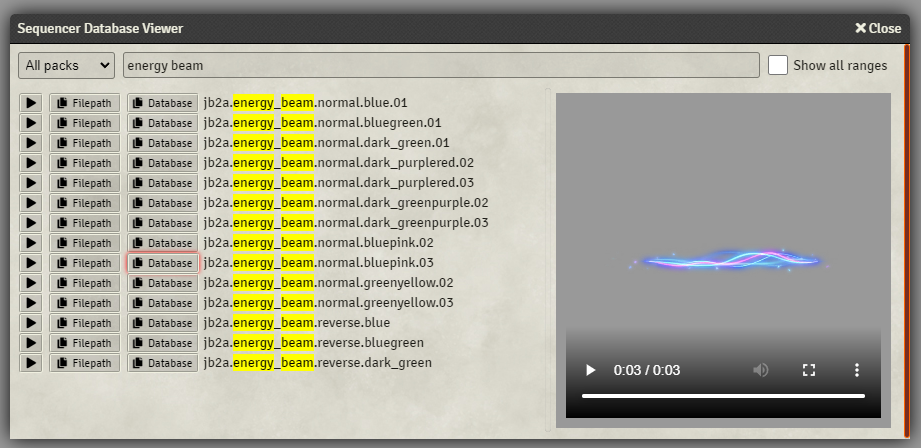 Sequencer Database Viewer
Close
All packs energy beam Show all ranges
Filepath Database jb2a.energy_beam.normal.blue.01
Filepath Database jb2a.energy_beam.normal.bluegreen.01
Filepath Database jb2a.energy_beam.normal.dark_green.01
Filepath Database jb2a.energy_beam.normal.dark_purplered.02
Filepath Database jb2a.energy_beam.normal.dark_purplered.03
Filepath Database jb2a.energy_beam.normal.dark_greenpurple.02
Filepath Database jb2a.energy_beam.normal.dark_greenpurple.03
Filepath Database jb2a.energy_beam.normal.bluepink.02
Filepath Database jb2a.energy_beam.normal.bluepink.03
Filepath Database jb2a.energy_beam.normal.greenyellow.02
Filepath Database jb2a.energy_beam.normal.greenyellow.03
Filepath Database jb2a.energy_beam.reverse.blue
Filepath Database jb2a.energy_beam.reverse.bluegreen
Filepath Database jb2a.energy_beam.reverse.dark_green
0:03 / 0:03